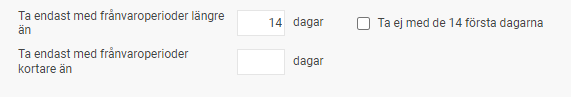 Ta endast med frånvaroperioder längre än 14 dagar Ta ej med de 14 första dagarna
Ta endast med frånvaroperioder kortare än dagar